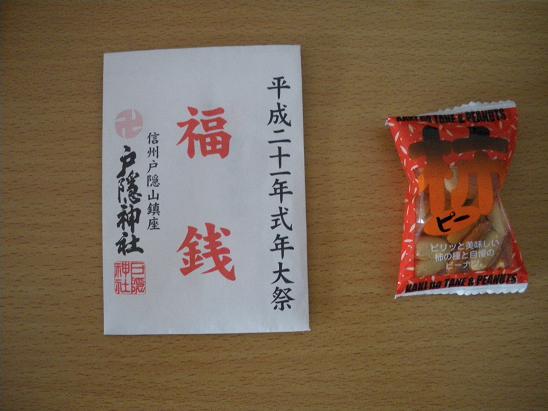 平成二十一年式年大祭
福銭
信州戸隠山鎮座
戸隠神社
戸隠
神社
KAKI NO TANE & PEANUTS
柿
ピー
ピリッと美味しい
柿の種と自慢の
ピーナツ。
KAKI NO TANE & PEANUTS